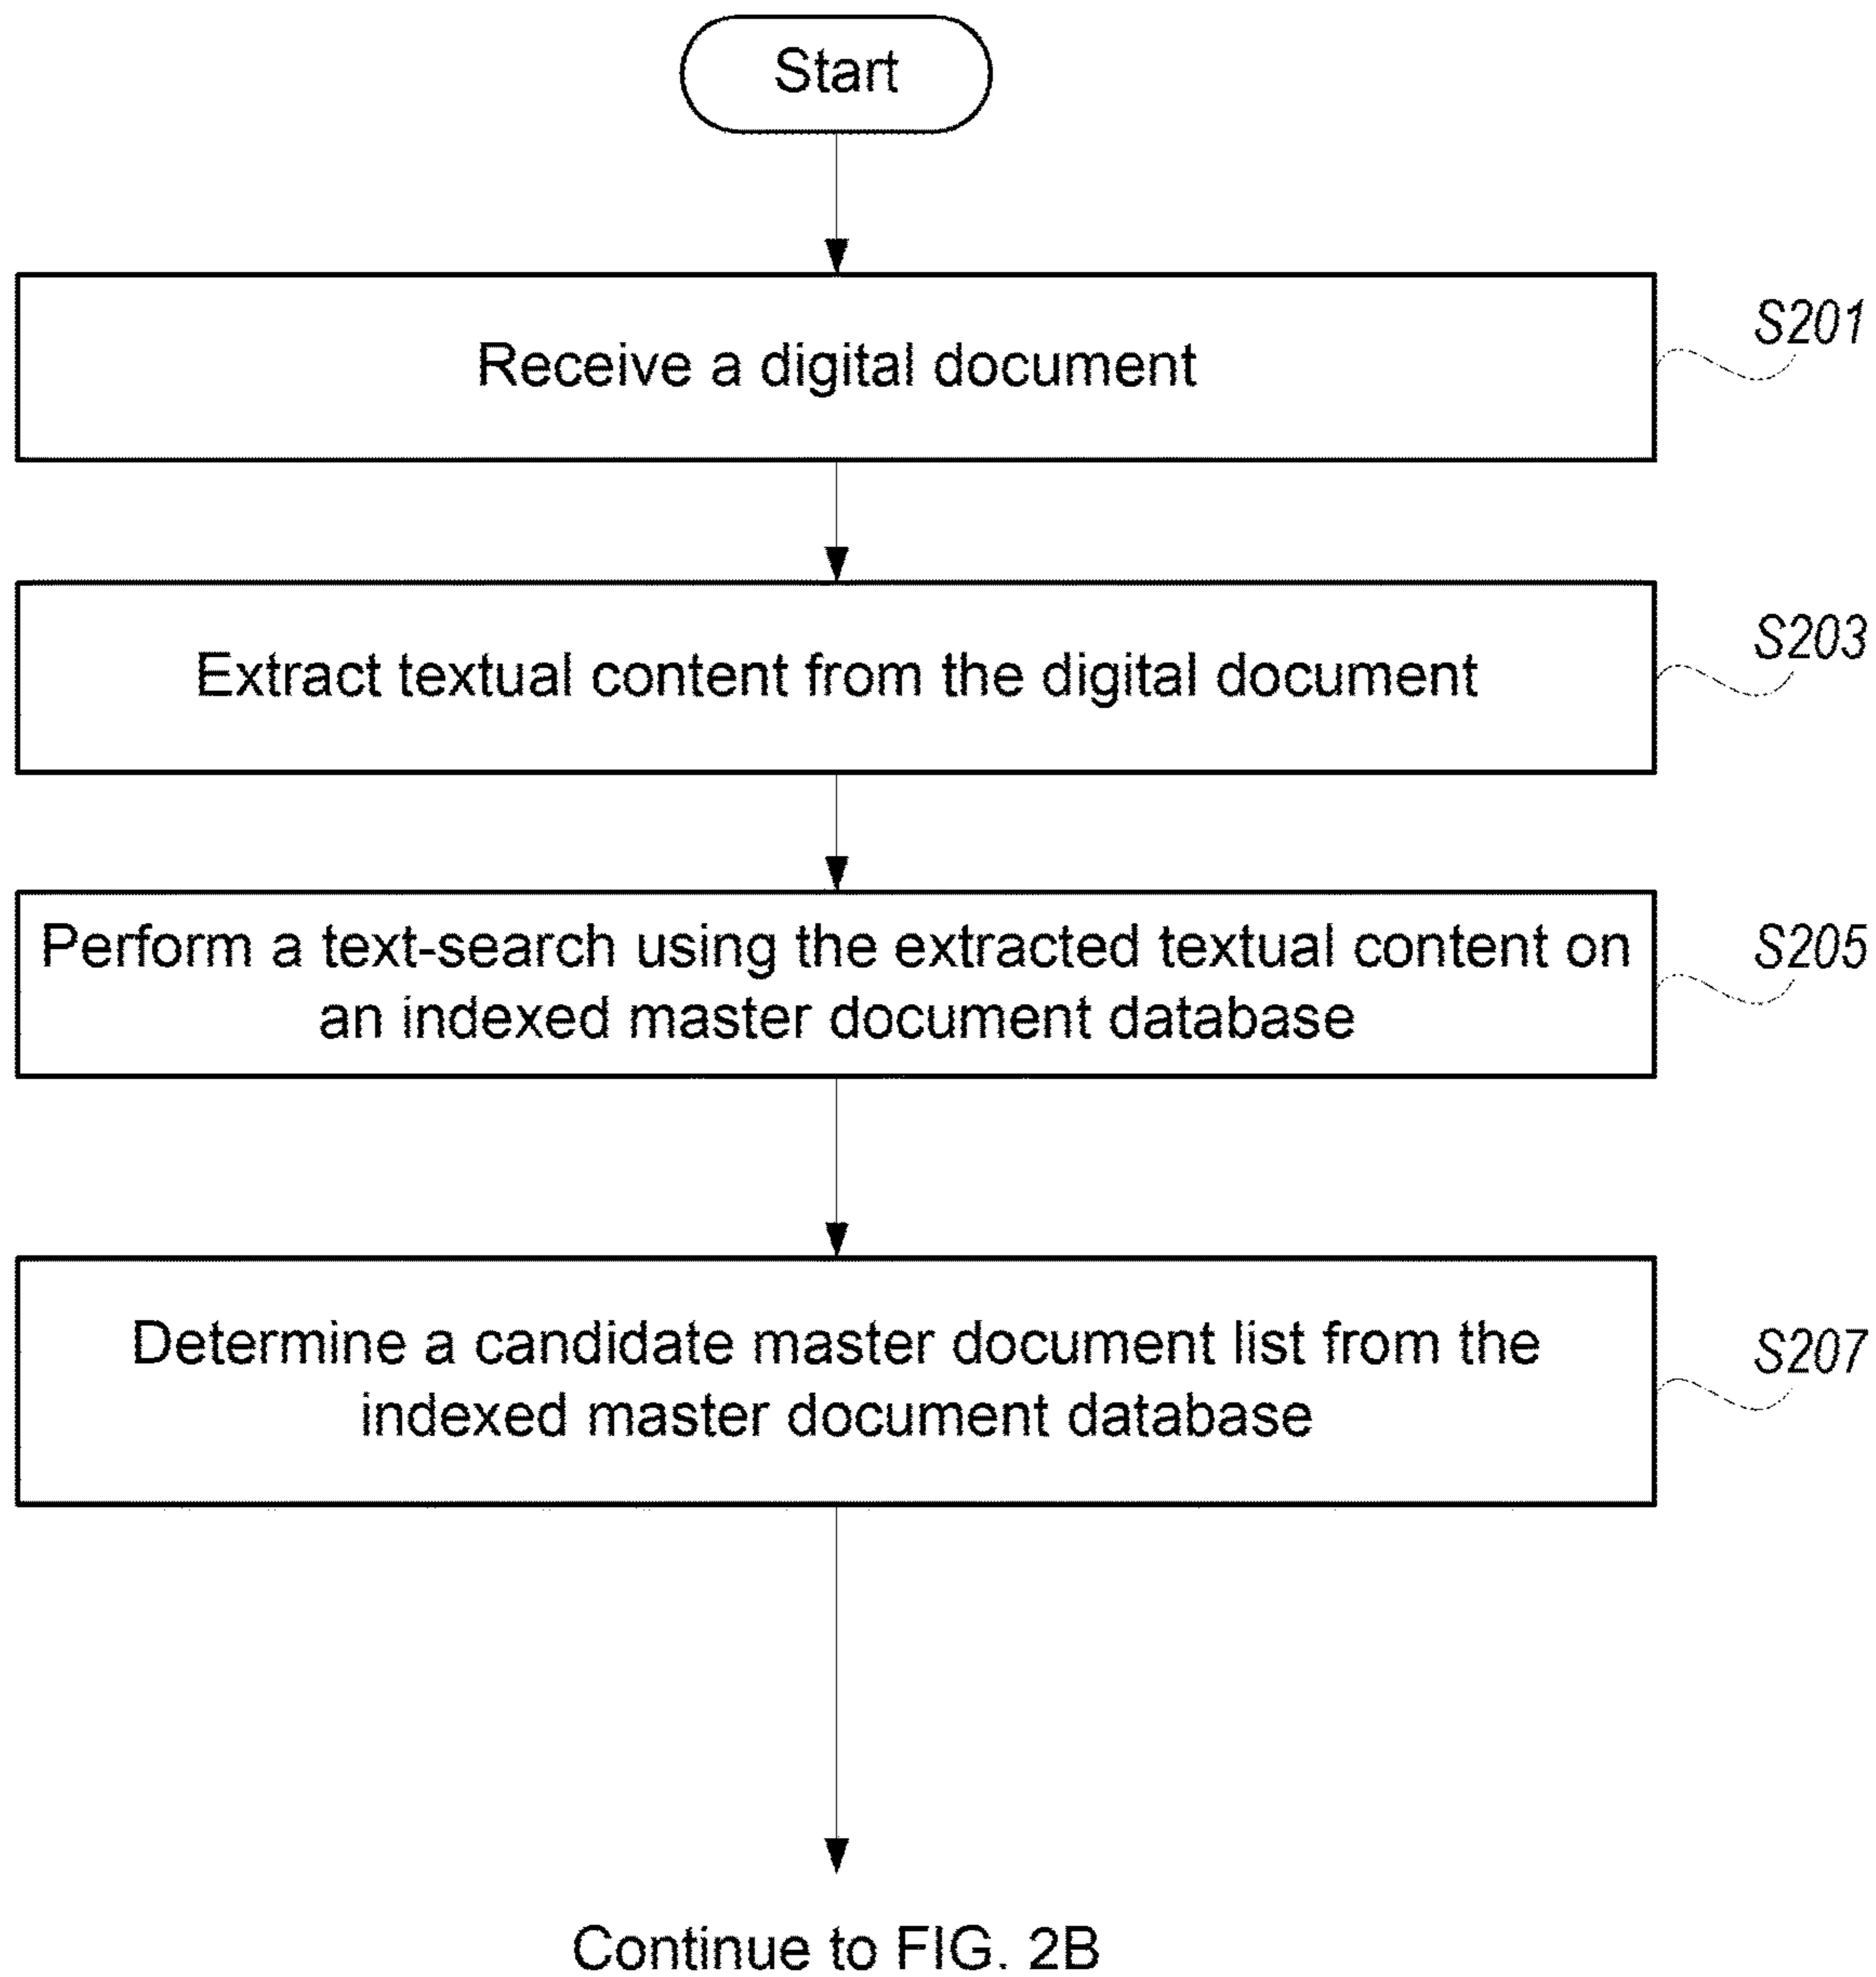 Start
Receive a digital document
S201
Extract textual content from the digital document
S203
Perform a text-search using the extracted textual content on
an indexed master document database
S205
Determine a candidate master document list from the
indexed master document database
S207
Continue to FIG. 2B